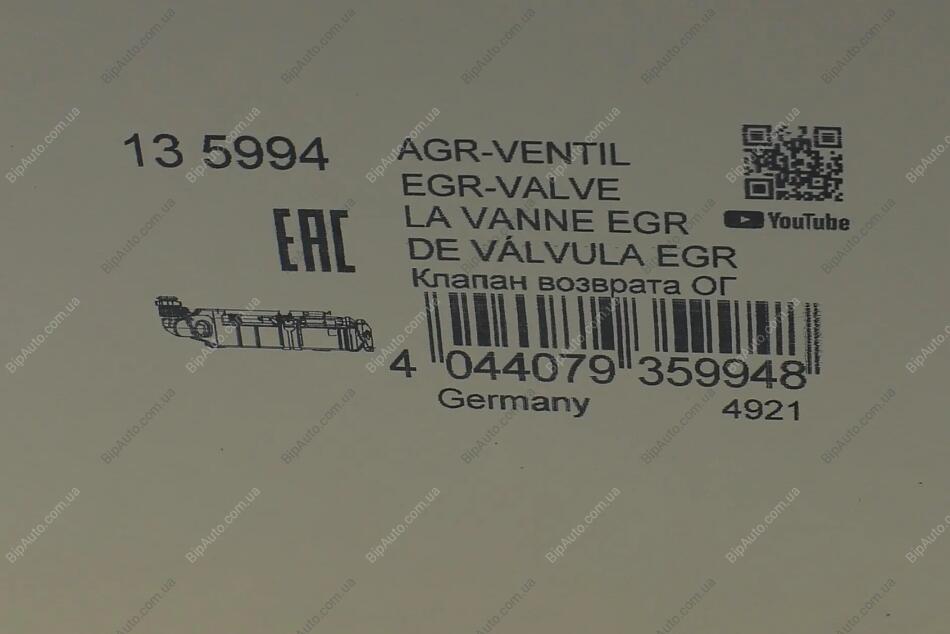 13 5994
AGR-VENTIL
EGR-VALVE
LA VANNE EGR
DE VÁLVULA EGR
Клапан возврата ОГ
EAC
YouTube
4 044079 359948
Germany
4921
BipAuto.com.ua